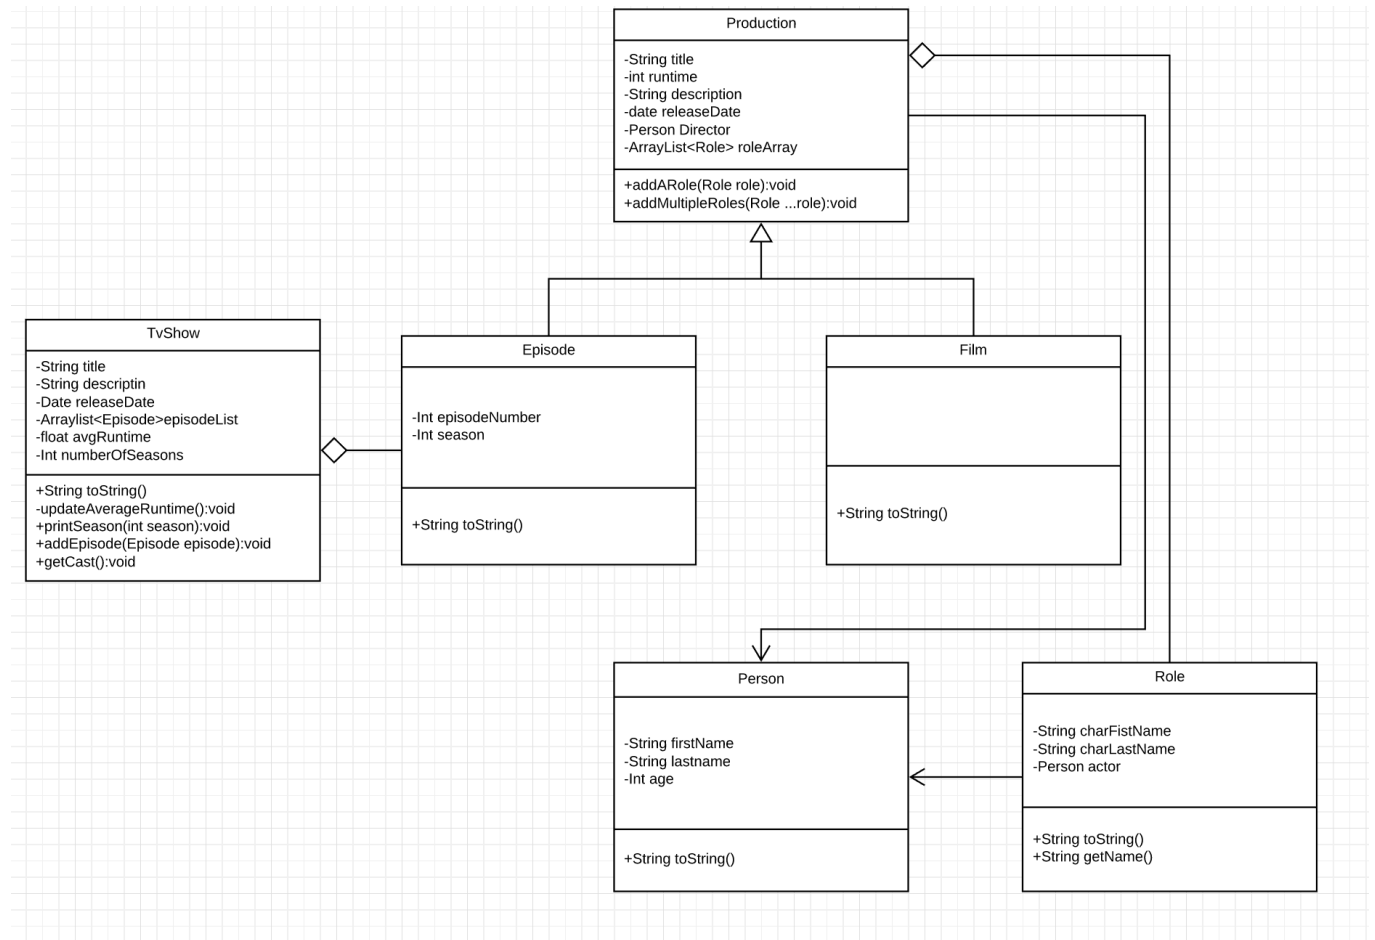 Production
-String title
-int runtime
-String description
-date releaseDate
-Person Director
-ArrayList<Role> roleArray
+addARole(Role role):void
+addMultipleRoles(Role ...role):void
TvShow
-String title
-String descriptin
-Date releaseDate
-Arraylist<Episode>episodeList
-float avgRuntime
-Int numberOfSeasons
+String toString()
-updateAverageRuntime():void
+printSeason(int season):void
+addEpisode(Episode episode):void
+getCast():void
Episode
-Int episodeNumber
-Int season
+String toString()
Film
+String toString()
Person
-String firstName
-String lastname
-Int age
+String toString()
Role
-String charFistName
-String charLastName
-Person actor
+String toString()
+String getName()